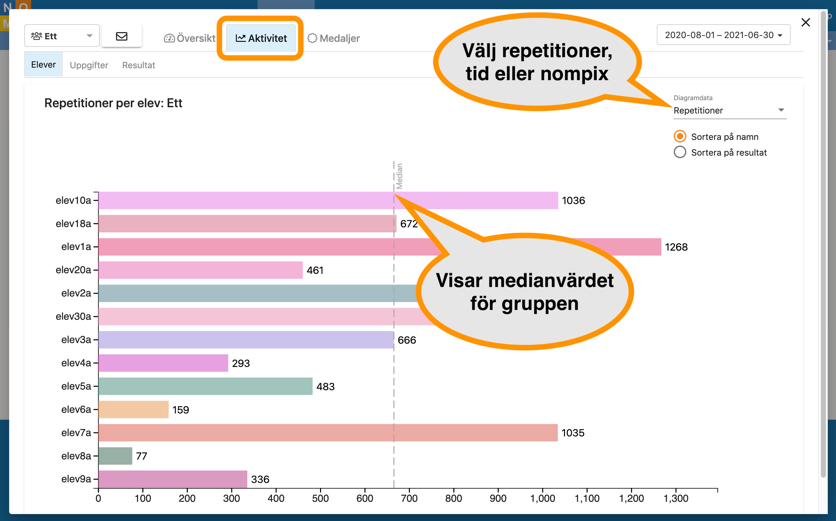 N O
M
Ett
Översikt
Aktivitet
Medaljer
2020-08-01 – 2021-06-30
Elever
Uppgifter
Resultat
Välj repetitioner,
tid eller nompix
Repetitioner per elev: Ett
Diagramdata
Repetitioner
Sortera på namn
Sortera på resultat
Median
elev10a
1036
elev18a
672
elev1a
1268
elev20a
461
elev2a
Visar medianvärdet
för gruppen
elev30a
elev3a
666
elev4a
293
elev5a
483
elev6a
159
elev7a
1035
elev8a
77
elev9a
336
0 100 200 300 400 500 600 700 800 900 1,000 1,100 1,200 1,300